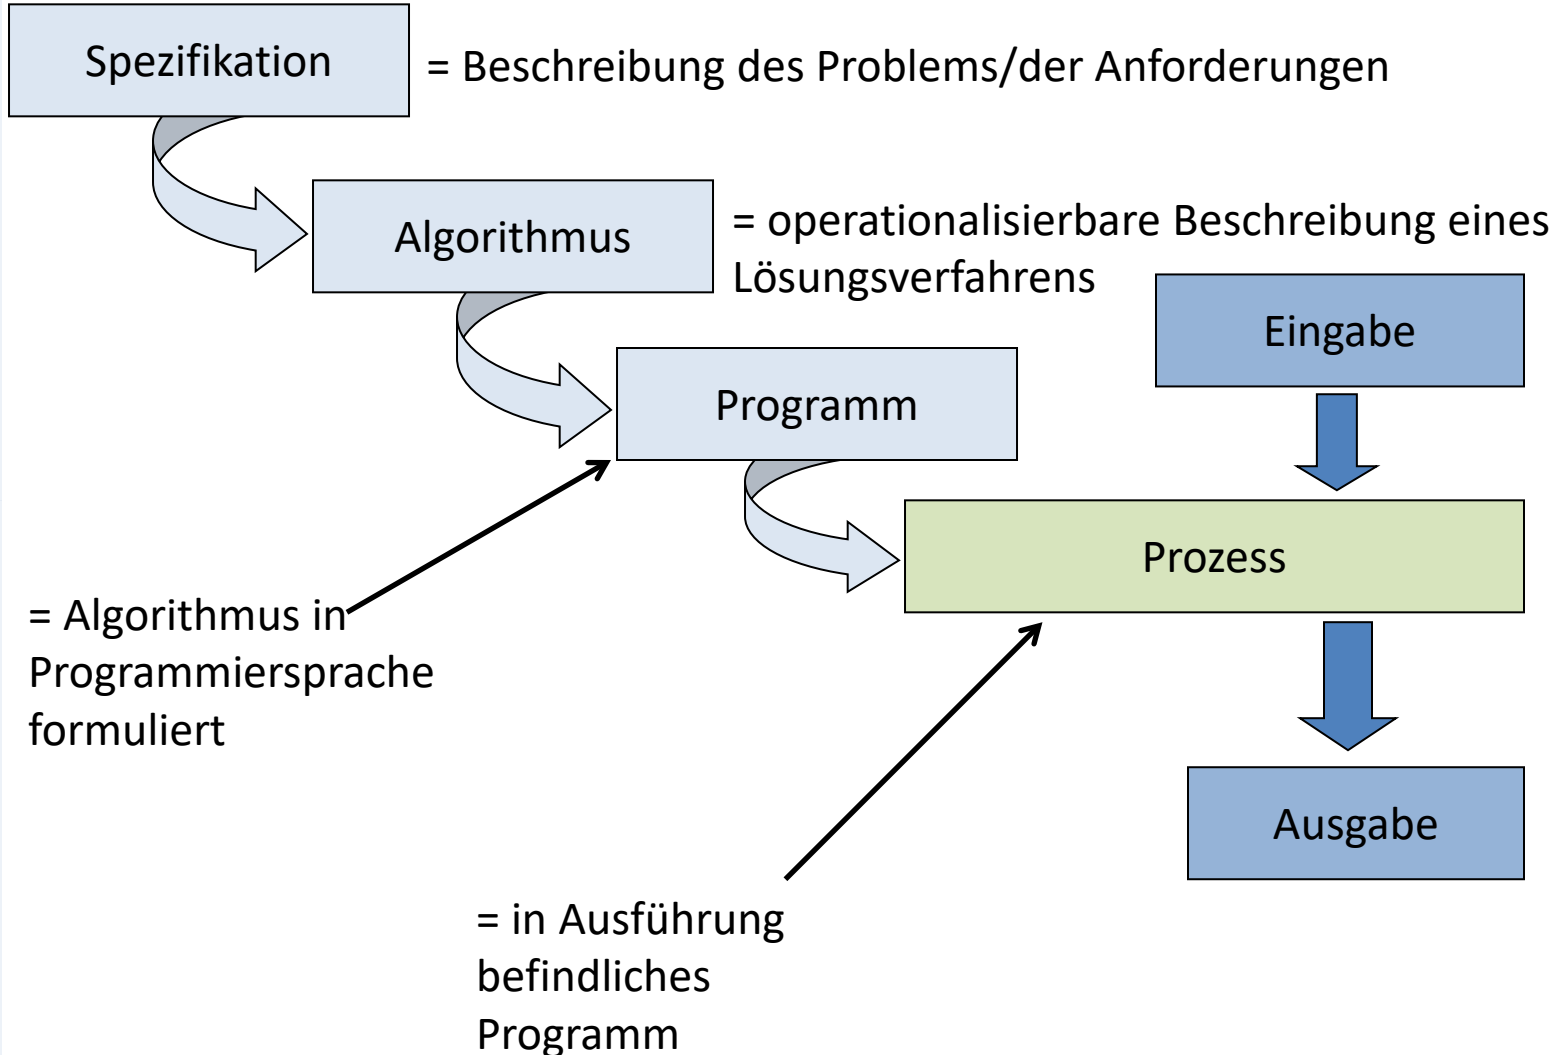 Spezifikation
= Beschreibung des Problems/der Anforderungen
Algorithmus
= operationalisierbare Beschreibung eines
Lösungsverfahrens
Eingabe
Programm
Prozess
= Algorithmus in
Programmiersprache
formuliert
Ausgabe
= in Ausführung
befindliches
Programm